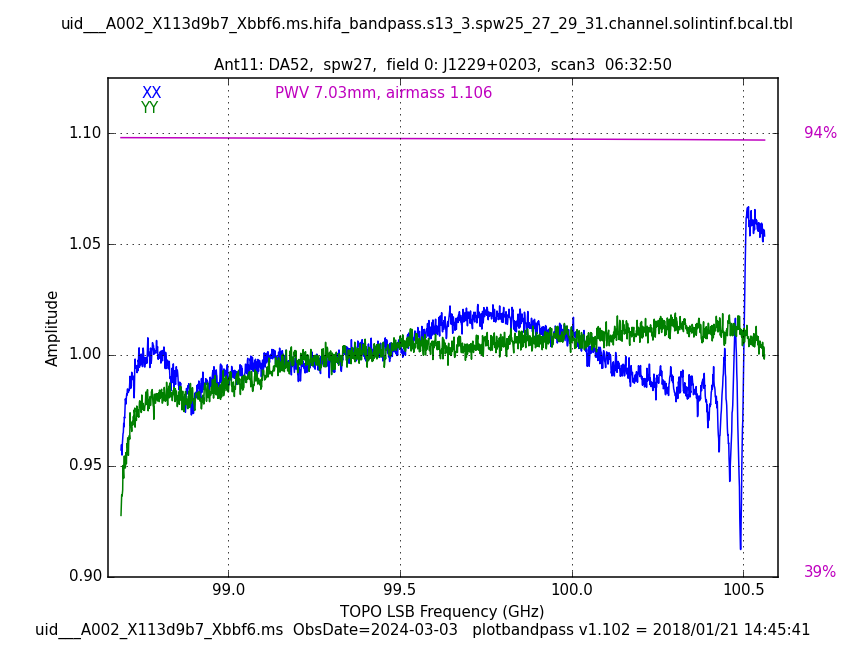 uid___A002_X113d9b7_Xbbf6.ms.hifa_bandpass.s13_3.spw25_27_29_31.channel.solintinf.bcal.tbl
Ant11: DA52,  spw27,  field 0: J1229+0203,  scan3  06:32:50
XX
PWV 7.03mm, airmass 1.106
YY
1.10
94%
1.05
1.00
0.95
0.90
39%
Amplitude
99.0 99.5 100.0 100.5
TOPO LSB Frequency (GHz)
uid___A002_X113d9b7_Xbbf6.ms  ObsDate=2024-03-03   plotbandpass v1.102 = 2018/01/21 14:45:41